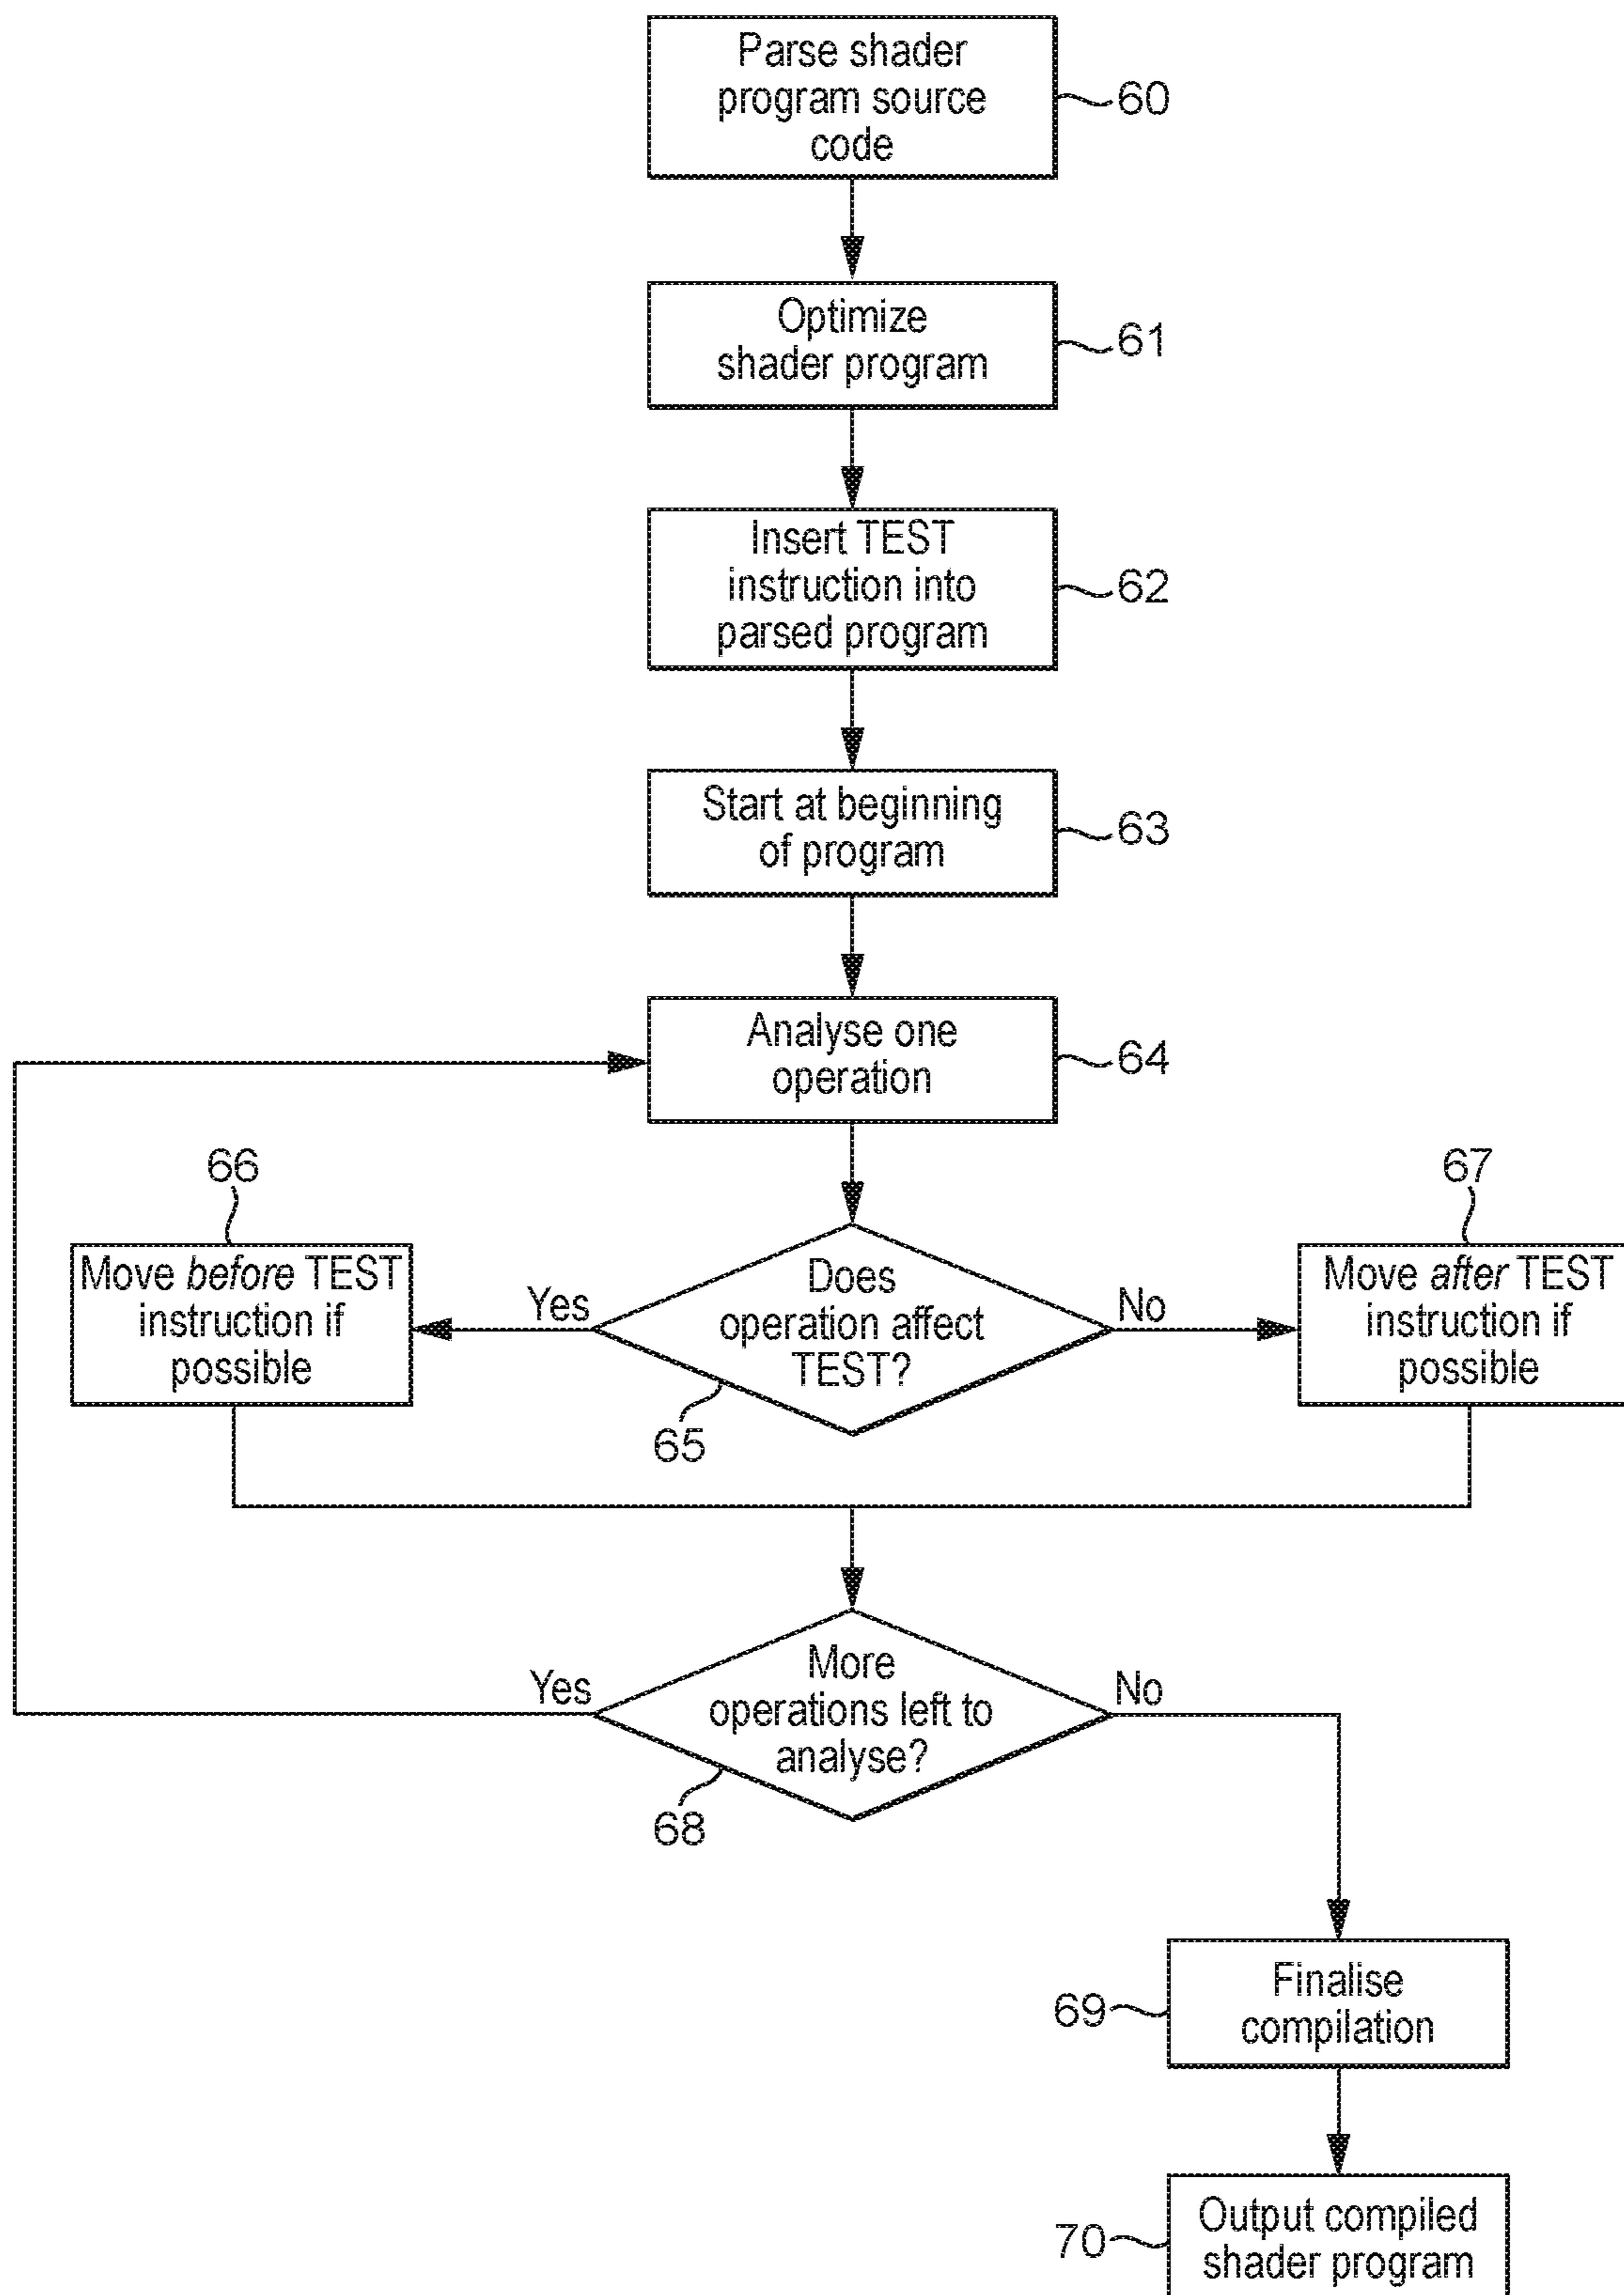 Parse shader
program source
code
60
Optimize
shader program
61
Insert TEST
instruction into
parsed program
62
Start at beginning
of program
63
Analyse one
operation
64
66
Move before TEST
instruction if
possible
Yes
Does
operation affect
TEST?
65
No
67
Move after TEST
instruction if
possible
Yes
More
operations left to
analyse?
68
No
Finalise
compilation
69
Output compiled
shader program
70